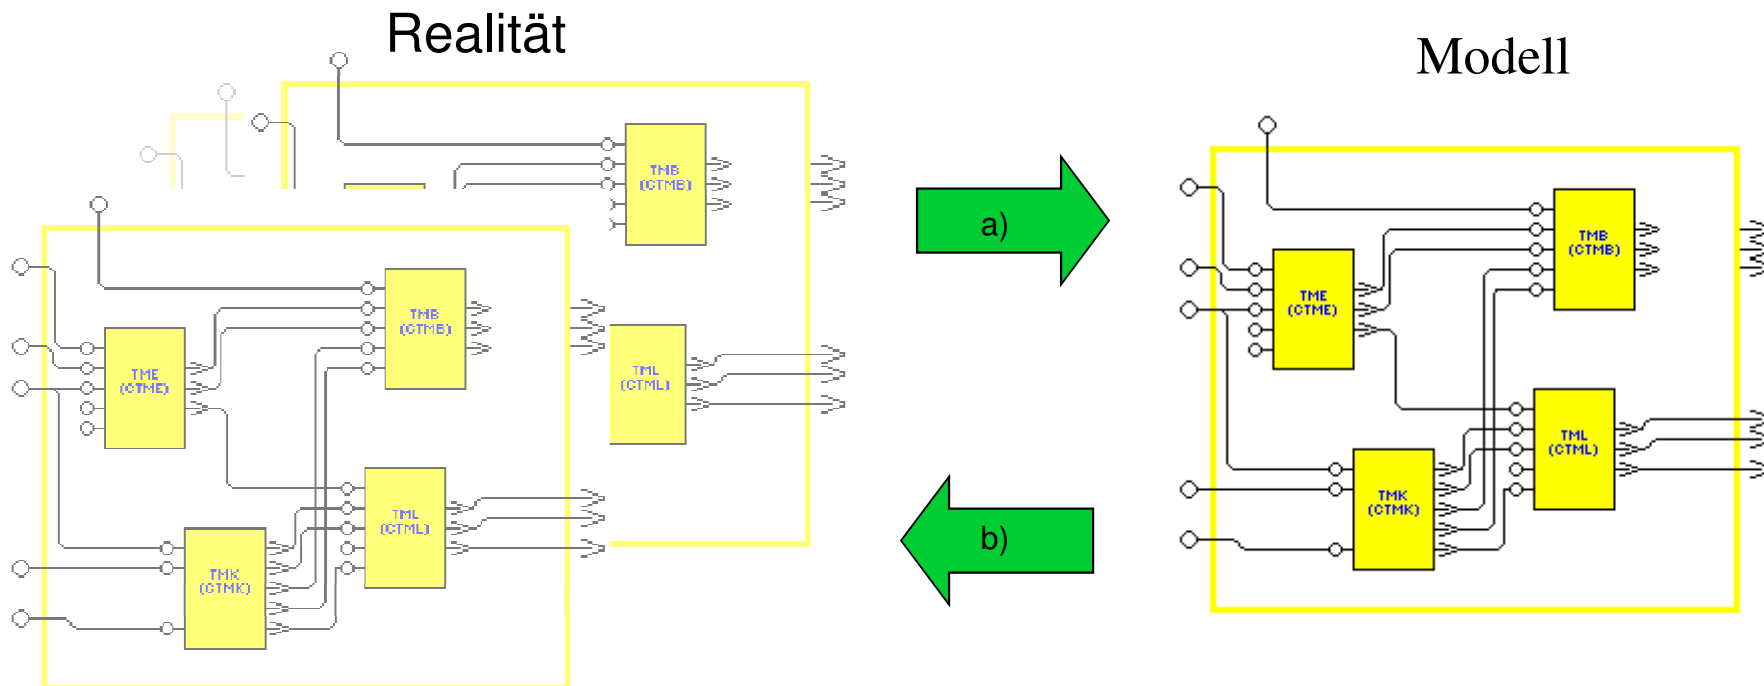 Realität
Modell
TMB
(CTMB)
TMB
(CTMB)
TME
(CTME)
TML
(CTML)
TML
(CTML)
TMK
(CTMK)
a)
b)
TMB
(CTMB)
TME
(CTME)
TML
(CTML)
TMK
(CTMK)